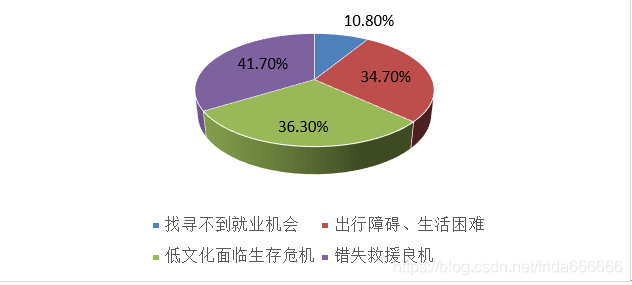 10.80%
41.70%
34.70%
36.30%
找寻不到就业机会 出行障碍、生活困难
低文化面临生存危机 错失救援良机
https://blog.csdn.net/frida666666